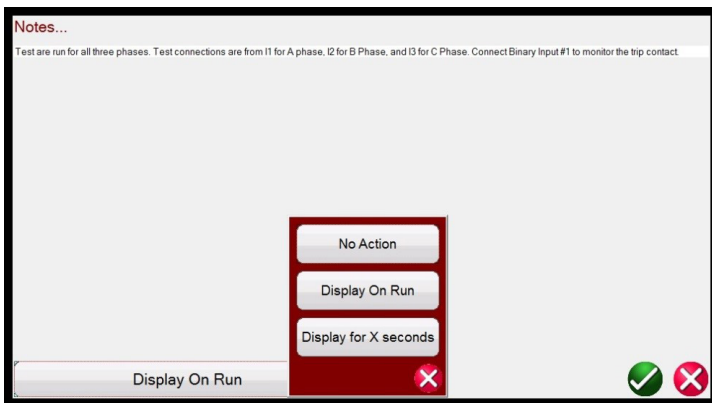 Notes...
Test are run for all three phases. Test connections are from I1 for A phase, I2 for B Phase, and I3 for C Phase. Connect Binary Input #1 to monitor the trip contact.
No Action
Display On Run
Display for X seconds
Display On Run